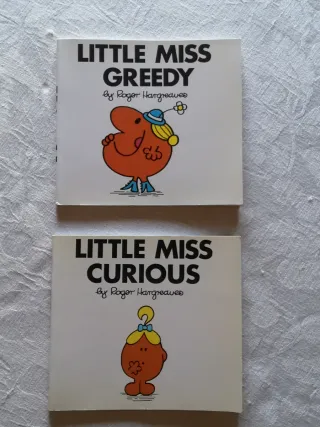 LITTLE MISS
GREEDY
by Roger Hargreaves
LITTLE MISS
CURIOUS
by Roger Hargreaves